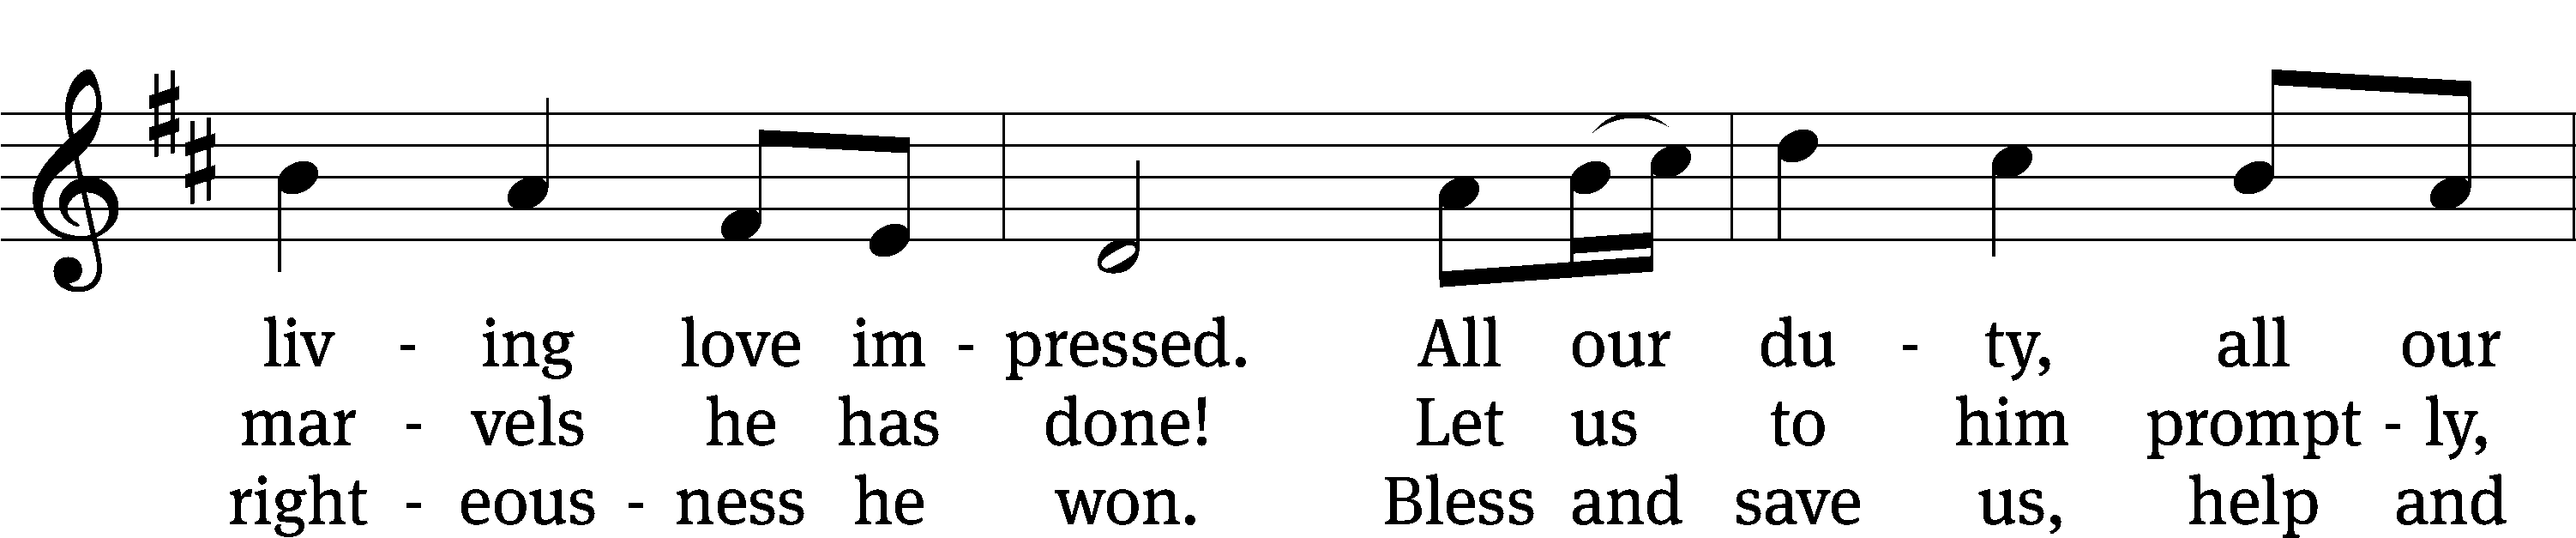 liv - ing love im - pressed. All our du - ty, all our
mar - vels he has done! Let us to him prompt - ly,
right - eous - ness he won. Bless and save us, help and